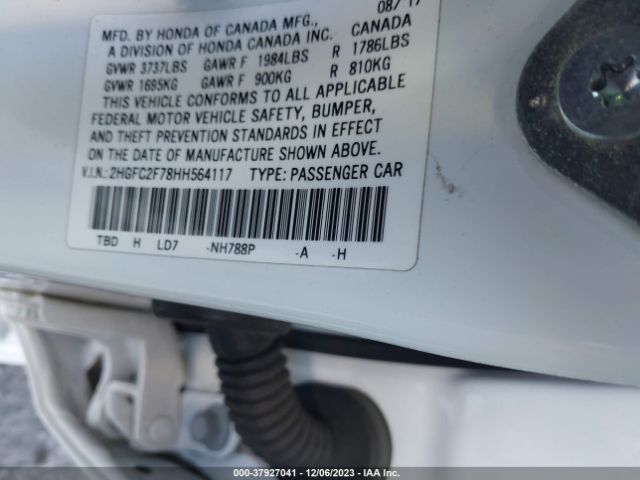 MFD. BY HONDA OF CANADA MFG., 08/17
A DIVISION OF HONDA CANADA INC. CANADA
GVWR 3737LBS GAWR F 1984LBS R 1786LBS
GVWR 1695KG GAWR F 900KG R 810KG
THIS VEHICLE CONFORMS TO ALL APPLICABLE
FEDERAL MOTOR VEHICLE SAFETY, BUMPER,
AND THEFT PREVENTION STANDARDS IN EFFECT
ON THE DATE OF MANUFACTURE SHOWN ABOVE.
V.I.N.: 2HGFC2F78HH564117 TYPE: PASSENGER CAR
TBD H LD7 -NH788P -A -H
000-37927041 - 12/06/2023 - IAA Inc.